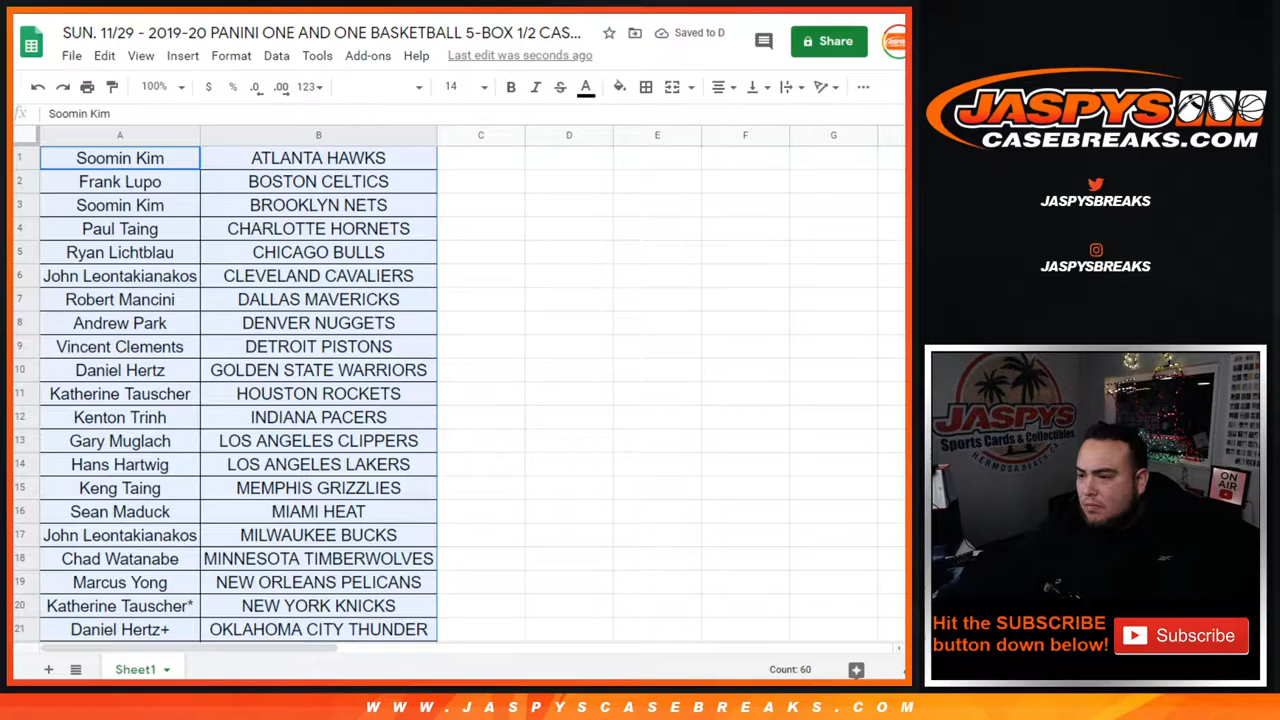 SUN. 11/29 - 2019-20 PANINI ONE AND ONE BASKETBALL 5-BOX 1/2 CAS...
Saved to D
Share
File Edit View Insert Format Data Tools Add-ons Help Last edit was seconds ago
100% $ % .0 .00 123 14 B I S A
fx Soomin Kim
A B C D E F G
1 Soomin Kim ATLANTA HAWKS
2 Frank Lupo BOSTON CELTICS
3 Soomin Kim BROOKLYN NETS
4 Paul Taing CHARLOTTE HORNETS
5 Ryan Lichtblau CHICAGO BULLS
6 John Leontakianakos CLEVELAND CAVALIERS
7 Robert Mancini DALLAS MAVERICKS
8 Andrew Park DENVER NUGGETS
9 Vincent Clements DETROIT PISTONS
10 Daniel Hertz GOLDEN STATE WARRIORS
11 Katherine Tauscher HOUSTON ROCKETS
12 Kenton Trinh INDIANA PACERS
13 Gary Muglach LOS ANGELES CLIPPERS
14 Hans Hartwig LOS ANGELES LAKERS
15 Keng Taing MEMPHIS GRIZZLIES
16 Sean Maduck MIAMI HEAT
17 John Leontakianakos MILWAUKEE BUCKS
18 Chad Watanabe MINNESOTA TIMBERWOLVES
19 Marcus Yong NEW ORLEANS PELICANS
20 Katherine Tauscher* NEW YORK KNICKS
21 Daniel Hertz+ OKLAHOMA CITY THUNDER
Sheet1
Count: 60
JASPYS
CASEBREAKS.COM
JASPYSBREAKS
JASPYSBREAKS
JASPYS
Sports Cards & Collectibles
HERMOSA BEACH CA
ON
AIR
Hit the SUBSCRIBE
button down below!
Subscribe
WWW.JASPYSCASEBREAKS.COM